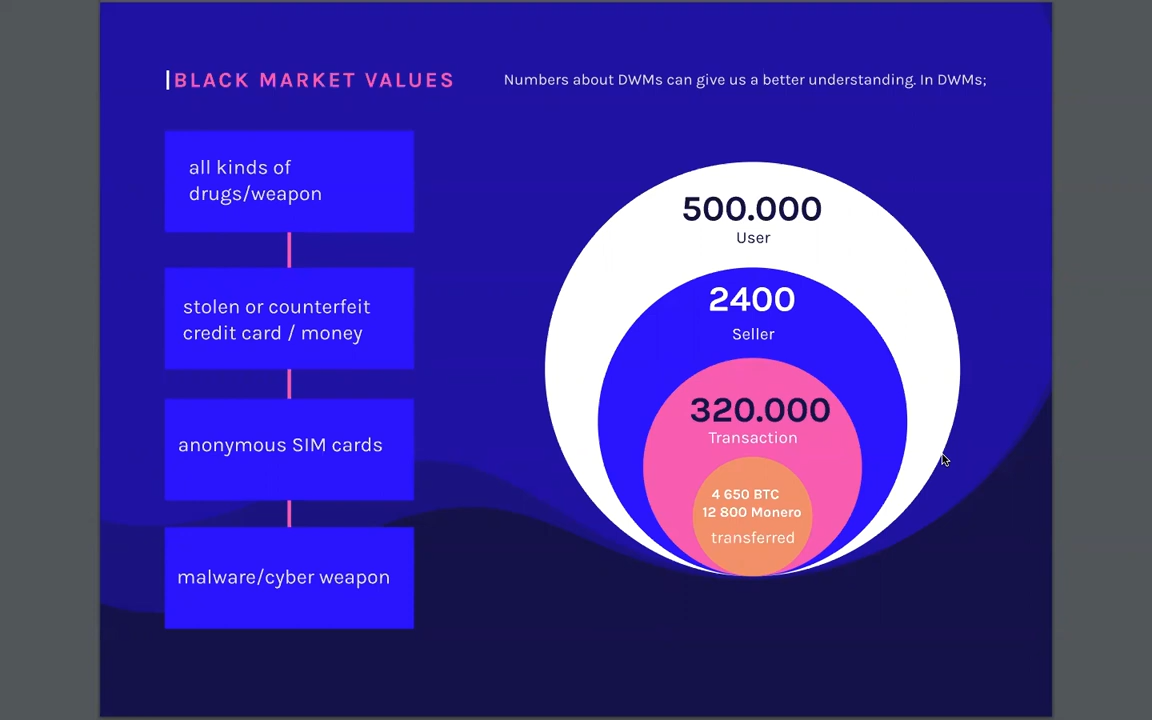 BLACK MARKET VALUES
Numbers about DWMs can give us a better understanding. In DWMs;
all kinds of
drugs/weapon
stolen or counterfeit
credit card / money
anonymous SIM cards
malware/cyber weapon
500.000
User
2400
Seller
320.000
Transaction
4 650 BTC
12 800 Monero
transferred